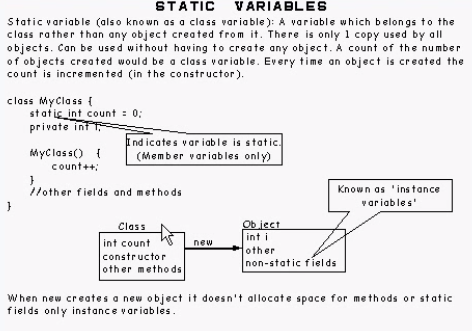 STATIC VARIABLES
Static variable (also known as a class variable): A variable which belongs to the
class rather than any object created from it. There is only 1 copy used by all
objects. Can be used without having to create any object. A count of the number
of objects created would be a class variable. Every time an object is created the
count is incremented (in the constructor).
class MyClass {
static int count = 0;
private int i;
Indicates variable is static.
(Member variables only)
MyClass() {
count++;
}
//other fields and methods
}
Known as 'instance
variables'
Class
int count
constructor
other methods
new
Object
int i
other
non-static fields
When new creates a new object it doesn't allocate space for methods or static
fields only instance variables.